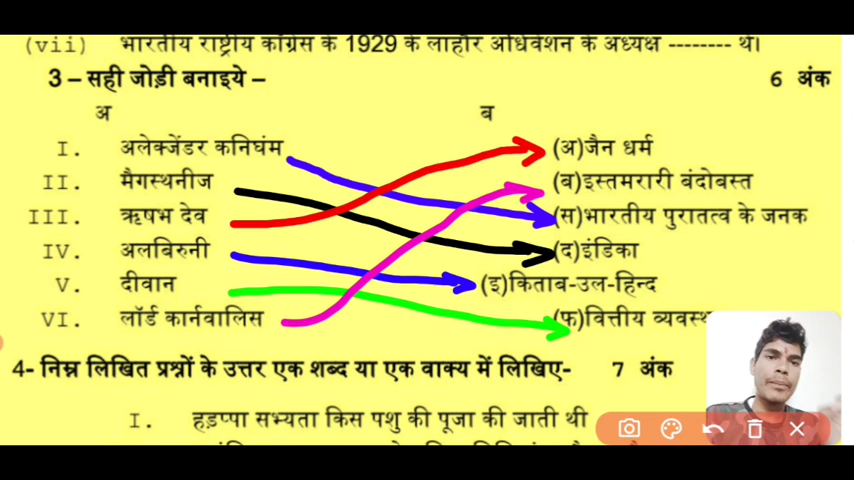 (vii) भारतीय राष्ट्रीय कांग्रेस के 1929 के लाहौर अधिवेशन के अध्यक्ष -------- थे।
3 – सही जोड़ी बनाइये – 6 अंक
अ ब
I. अलेक्जेंडर कनिघंम (अ)जैन धर्म
II. मैगस्थनीज (ब)इस्तमरारी बंदोबस्त
III. ऋषभ देव (स)भारतीय पुरातत्व के जनक
IV. अलबिरुनी (द)इंडिका
V. दीवान (इ)किताब-उल-हिन्द
VI. लॉर्ड कार्नवालिस (फ)वित्तीय
4- निम्न लिखित प्रश्नों के उत्तर एक शब्द या एक वाक्य में लिखिए- 7 अंक
I. हड़प्पा सभ्यता किस पशु की पूजा की जाती थी